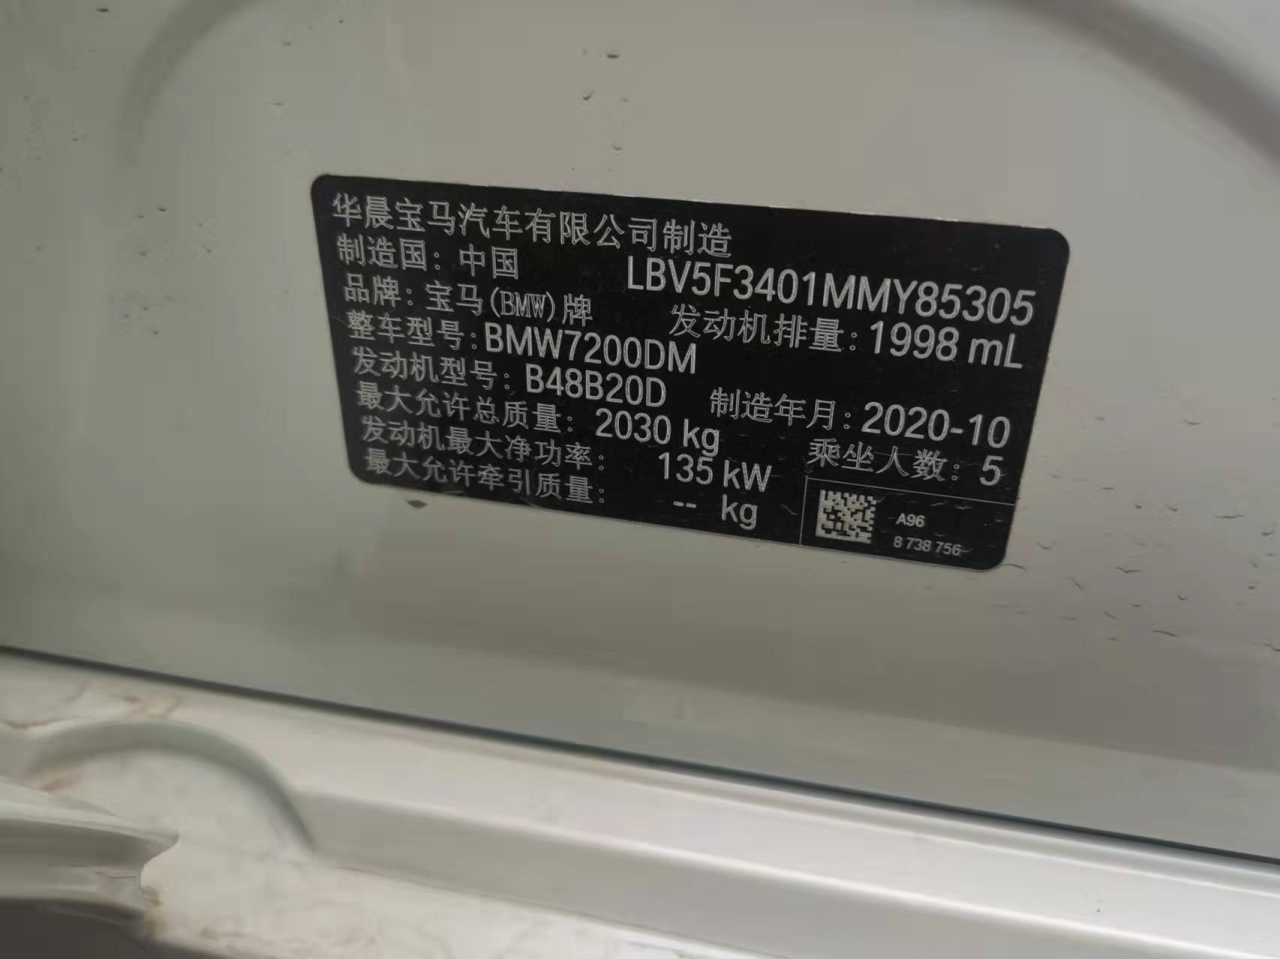 华晨宝马汽车有限公司制造
制造国：中国 LBV5F3401MMY85305
品牌：宝马(BMW)牌 发动机排量：1998 mL
整车型号：BMW7200DM
发动机型号：B48B20D 制造年月：2020-10
最大允许总质量：2030 kg 乘坐人数：5
发动机最大净功率：135 kW
最大允许牵引质量：-- kg
A96
8 738 756